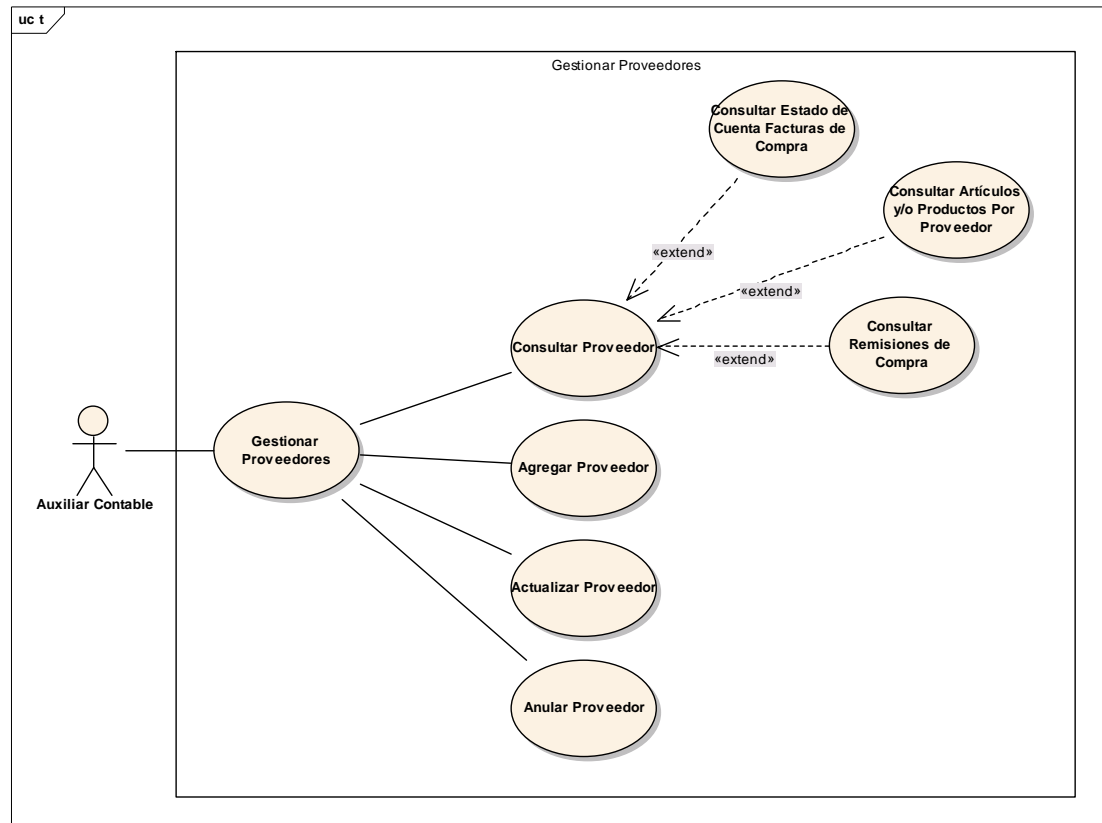 uc t
Gestionar Proveedores
Consultar Estado de
Cuenta Facturas de
Compra
Consultar Artículos
y/o Productos Por
Proveedor
«extend»
«extend»
Consultar
Remisiones de
Compra
Consultar Proveedor
«extend»
Gestionar
Proveedores
Agregar Proveedor
Auxiliar Contable
Actualizar Proveedor
Anular Proveedor